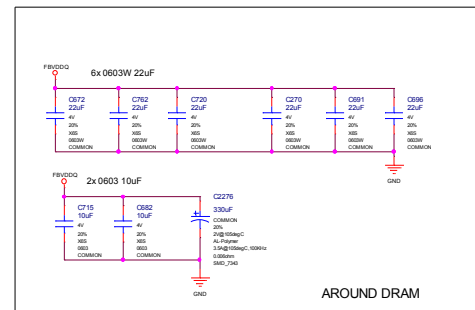 FBVDDQ
6x 0603W 22uF
C672
22uF
4V
20%
X6S
0603W
COMMON
C762
22uF
4V
20%
X6S
0603W
COMMON
C720
22uF
4V
20%
X6S
0603W
COMMON
C270
22uF
4V
20%
X6S
0603W
COMMON
C691
22uF
4V
20%
X6S
0603W
COMMON
C696
22uF
4V
20%
X6S
0603W
COMMON
GND
FBVDDQ
2x 0603 10uF
C715
10uF
4V
20%
X6S
0603
COMMON
C682
10uF
4V
20%
X6S
0603
COMMON
C2276
330uF
COMMON
20%
2V@105degC
AL-Polymer
3.5A@105degC,100KHz
0.006ohm
SMD_7343
GND
AROUND DRAM